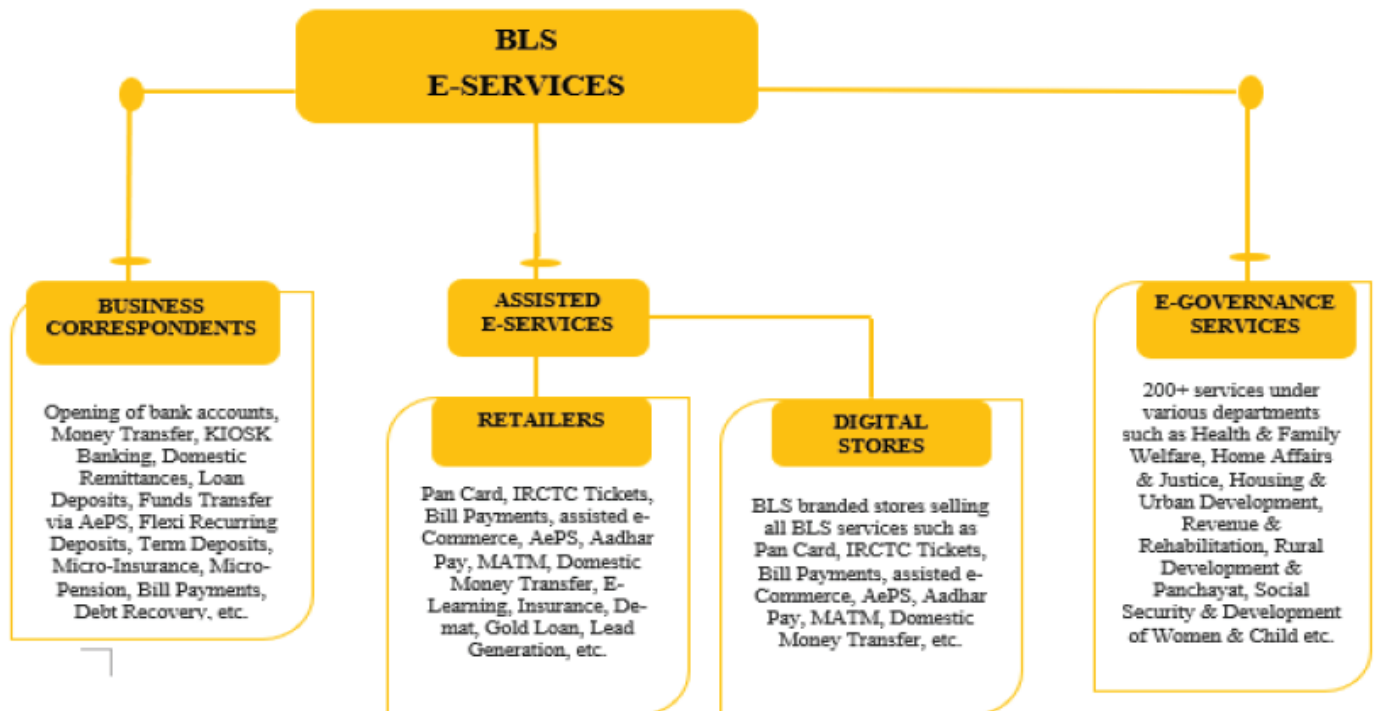 BLS
E-SERVICES
BUSINESS
CORRESPONDENTS
Opening of bank accounts,
Money Transfer, KIOSK
Banking, Domestic
Remittances, Loan
Deposits, Funds Transfer
via AePS, Flexi Recurring
Deposits, Term Deposits,
Micro-Insurance, Micro-
Pension, Bill Payments,
Debt Recovery, etc.
ASSISTED
E-SERVICES
RETAILERS
Pan Card, IRCTC Tickets,
Bill Payments, assisted e-
Commerce, AePS, Aadhar
Pay, MATM, Domestic
Money Transfer, E-
Learning, Insurance, De-
mat, Gold Loan, Lead
Generation, etc.
DIGITAL
STORES
BLS branded stores selling
all BLS services such as
Pan Card, IRCTC Tickets,
Bill Payments, assisted e-
Commerce, AePS, Aadhar
Pay, MATM, Domestic
Money Transfer, etc.
E-GOVERNANCE
SERVICES
200+ services under
various departments
such as Health & Family
Welfare, Home Affairs
& Justice, Housing &
Urban Development,
Revenue &
Rehabilitation, Rural
Development &
Panchayat, Social
Security & Development
of Women & Child etc.